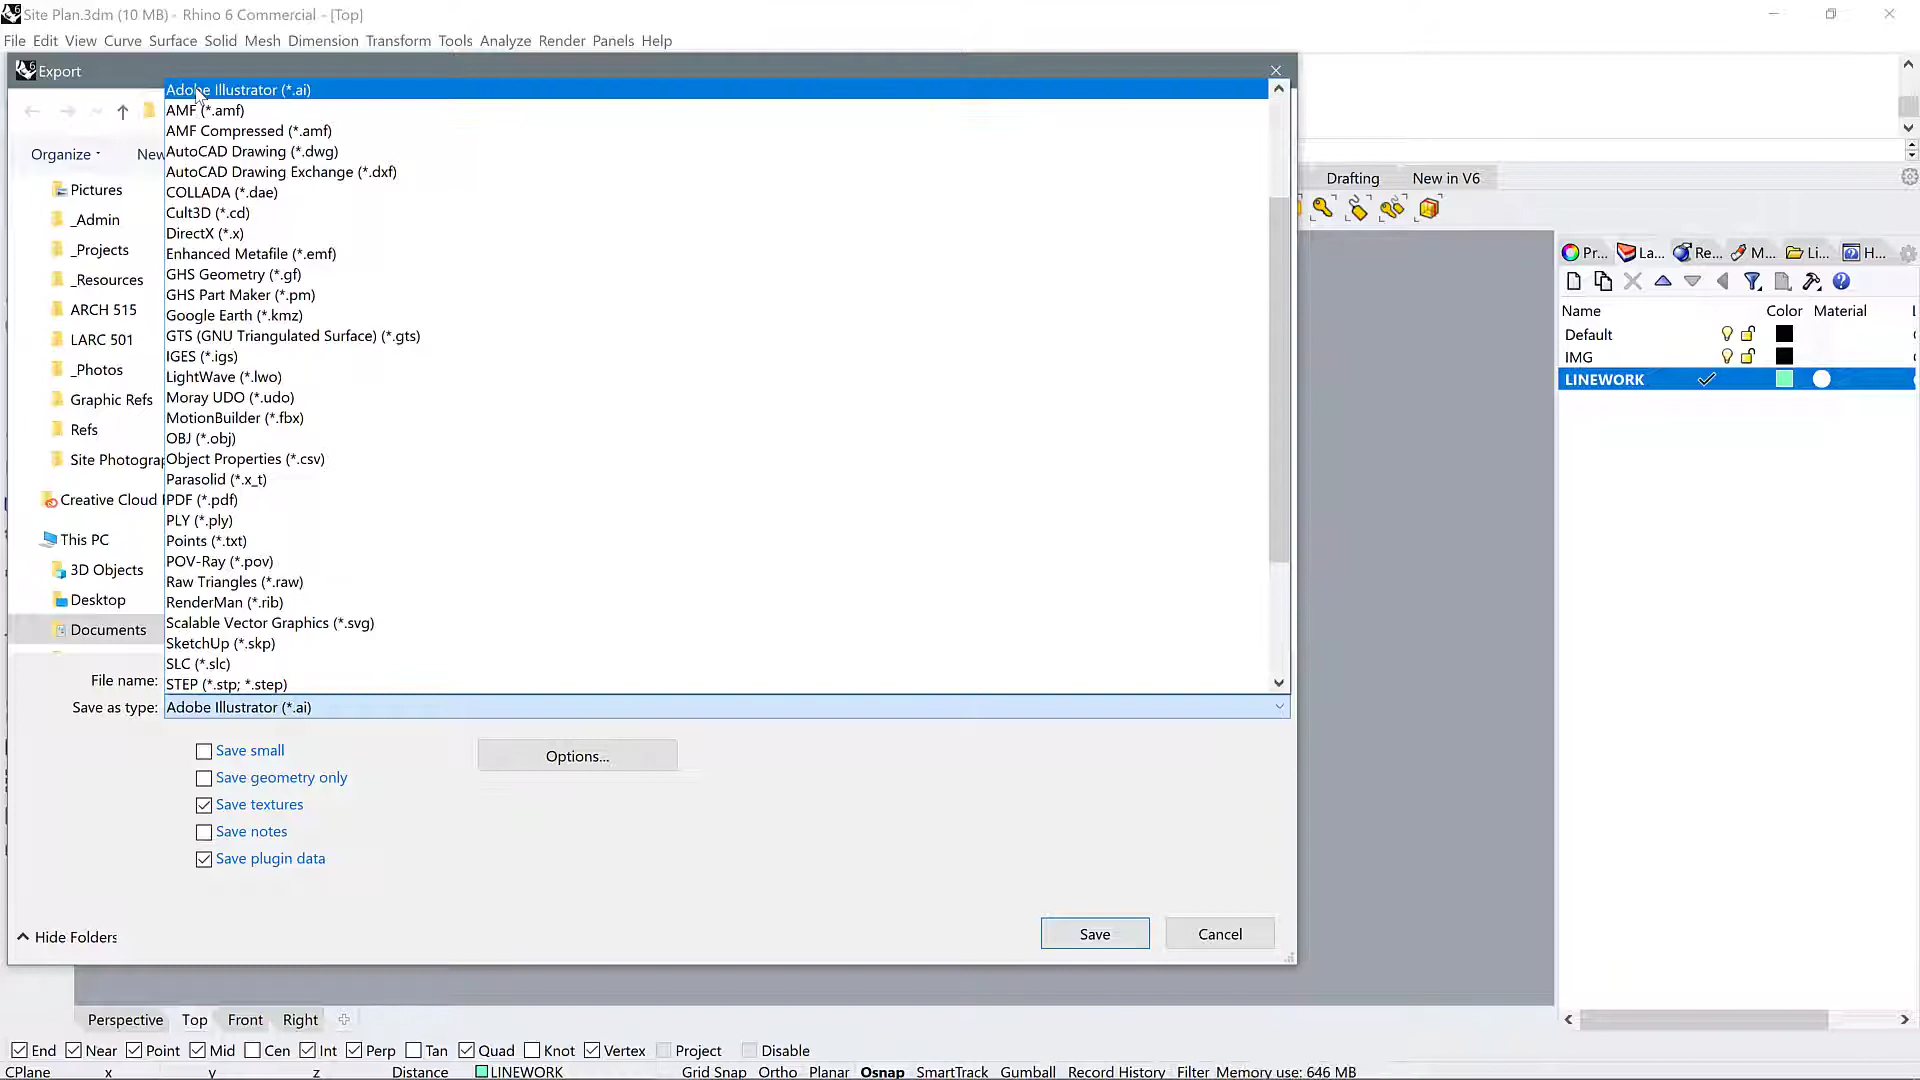 Site Plan.3dm (10 MB) - Rhino 6 Commercial - [Top]
File Edit View Curve Surface Solid Mesh Dimension Transform Tools Analyze Render Panels Help
Export
Organize
New
Pictures
_Admin
_Projects
_Resources
ARCH 515
LARC 501
_Photos
Graphic Refs
Refs
Site Photogra
Creative Cloud
This PC
3D Objects
Desktop
Documents
Adobe Illustrator (*.ai)
AMF (*.amf)
AMF Compressed (*.amf)
AutoCAD Drawing (*.dwg)
AutoCAD Drawing Exchange (*.dxf)
COLLADA (*.dae)
Cult3D (*.cd)
DirectX (*.x)
Enhanced Metafile (*.emf)
GHS Geometry (*.gf)
GHS Part Maker (*.pm)
Google Earth (*.kmz)
GTS (GNU Triangulated Surface) (*.gts)
IGES (*.igs)
LightWave (*.lwo)
Moray UDO (*.udo)
MotionBuilder (*.fbx)
OBJ (*.obj)
Object Properties (*.csv)
Parasolid (*.x_t)
PDF (*.pdf)
PLY (*.ply)
Points (*.txt)
POV-Ray (*.pov)
Raw Triangles (*.raw)
RenderMan (*.rib)
Scalable Vector Graphics (*.svg)
SketchUp (*.skp)
SLC (*.slc)
STEP (*.stp; *.step)
File name:
Save as type: Adobe Illustrator (*.ai)
Save small
Save geometry only
Save textures
Save notes
Save plugin data
Options...
Hide Folders
Save Cancel
Drafting New in V6
Pr... La... Re... M... Li... H...
Name Color Material
Default
IMG
LINEWORK
Perspective Top Front Right
End Near Point Mid Cen Int Perp Tan Quad Knot Vertex Project Disable
CPlane x y z Distance LINEWORK Grid Snap Ortho Planar Osnap SmartTrack Gumball Record History Filter Memory use: 646 MB